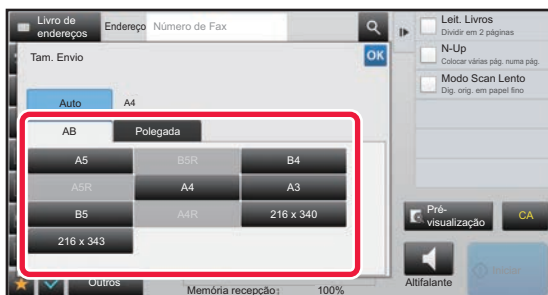 Livro de
endereços
Endereço
Número de Fax
Tam. Envio
OK
Auto
A4
AB
Polegada
A5
B5R
B4
A5R
A4
A3
B5
A4R
216 x 340
216 x 343
Outros
Memória recepção:
100%
Leit. Livros
Dividir em 2 páginas
N-Up
Colocar várias pág. numa pág.
Modo Scan Lento
Dig. orig. em papel fino
Pré-
visualização
CA
Altifalante
Iniciar